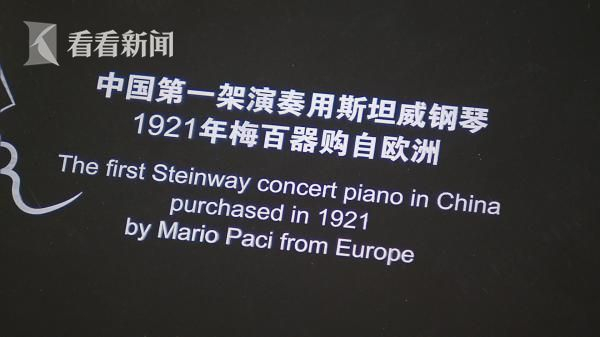 看看新闻
中国第一架演奏用斯坦威钢琴
1921年梅百器购自欧洲
The first Steinway concert piano in China
purchased in 1921
by Mario Paci from Europe